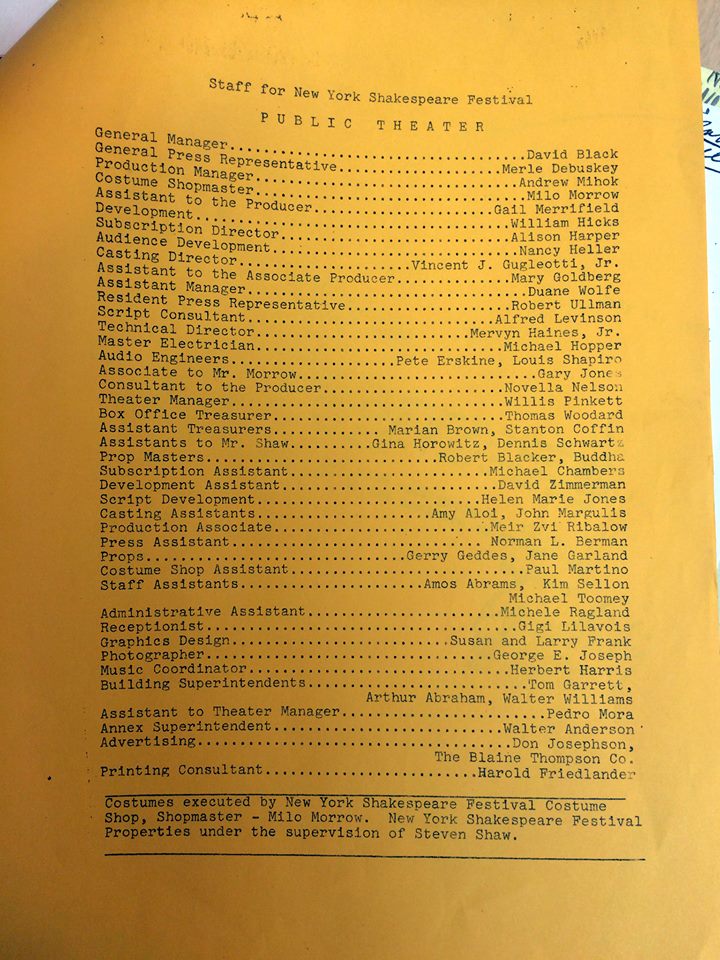 Staff for New York Shakespeare Festival
PUBLIC THEATER
General Manager.....................................David Black
General Press Representative....................Merle Debuskey
Production Manager.................................Andrew Mihok
Costume Shopmaster..................................Milo Morrow
Assistant to the Producer......................Gail Merrifield
Development.......................................William Hicks
Subscription Director.............................Alison Harper
Audience Development...............................Nancy Heller
Casting Director.....................Vincent J. Gugleotti, Jr.
Assistant to the Associate Producer...............Mary Goldberg
Assistant Manager...................................Duane Wolfe
Resident Press Representative.....................Robert Ullman
Script Consultant...............................Alfred Levinson
Technical Director...........................Mervyn Haines, Jr.
Master Electrician...............................Michael Hopper
Audio Engineers.....................Pete Erskine, Louis Shapiro
Associate to Mr. Morrow..............................Gary Jones
Consultant to the Producer.......................Novella Nelson
Theater Manager..................................Willis Pinkett
Box Office Treasurer.............................Thomas Woodard
Assistant Treasurers............ Marian Brown, Stanton Coffin
Assistants to Mr. Shaw...........Gina Horowitz, Dennis Schwartz
Prop Masters.............................Robert Blacker, Buddha
Subscription Assistant.........................Michael Chambers
Development Assistant...........................David Zimmerman
Script Development............................Helen Marie Jones
Casting Assistants......................Amy Aloi, John Margulis
Production Associate..........................Meir Zvi Ribalow
Press Assistant................................ Norman L. Berman
Props................................Gerry Geddes, Jane Garland
Costume Shop Assistant.............................Paul Martino
Staff Assistants.......................Amos Abrams, Kim Sellon
Michael Toomey
Administrative Assistant........................Michele Ragland
Receptionist......................................Gigi Lilavois
Graphics Design...........................Susan and Larry Frank
Photographer...................................George E. Joseph
Music Coordinator................................Herbert Harris
Building Superintendents...........................Tom Garrett,
Arthur Abraham, Walter Williams
Assistant to Theater Manager.........................Pedro Mora
Annex Superintendent............................Walter Anderson
Advertising.......................................Don Josephson,
The Blaine Thompson Co.
Printing Consultant..........................Harold Friedlander
Costumes executed by New York Shakespeare Festival Costume
Shop, Shopmaster - Milo Morrow. New York Shakespeare Festival
Properties under the supervision of Steven Shaw.